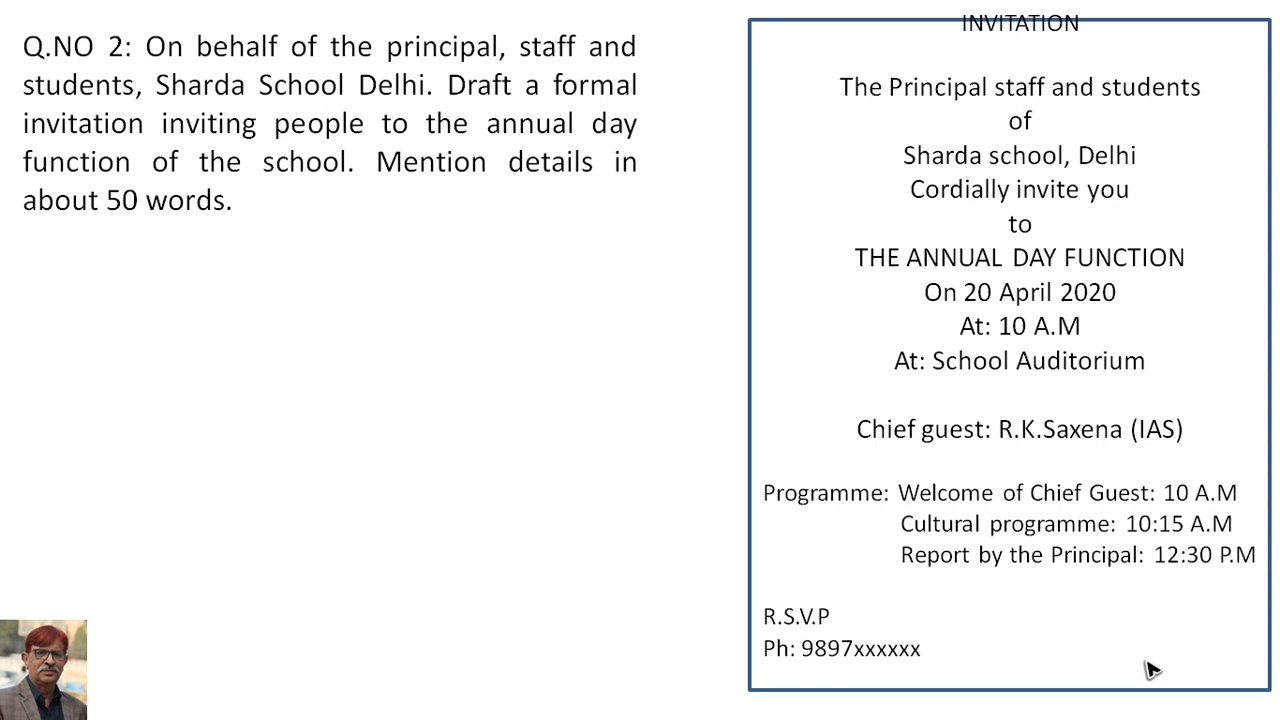 Q.NO 2: On behalf of the principal, staff and
students, Sharda School Delhi. Draft a formal
invitation inviting people to the annual day
function of the school. Mention details in
about 50 words.
INVITATION
The Principal staff and students
of
Sharda school, Delhi
Cordially invite you
to
THE ANNUAL DAY FUNCTION
On 20 April 2020
At: 10 A.M
At: School Auditorium
Chief guest: R.K.Saxena (IAS)
Programme: Welcome of Chief Guest: 10 A.M
Cultural programme: 10:15 A.M
Report by the Principal: 12:30 P.M
R.S.V.P
Ph: 9897xxxxxx